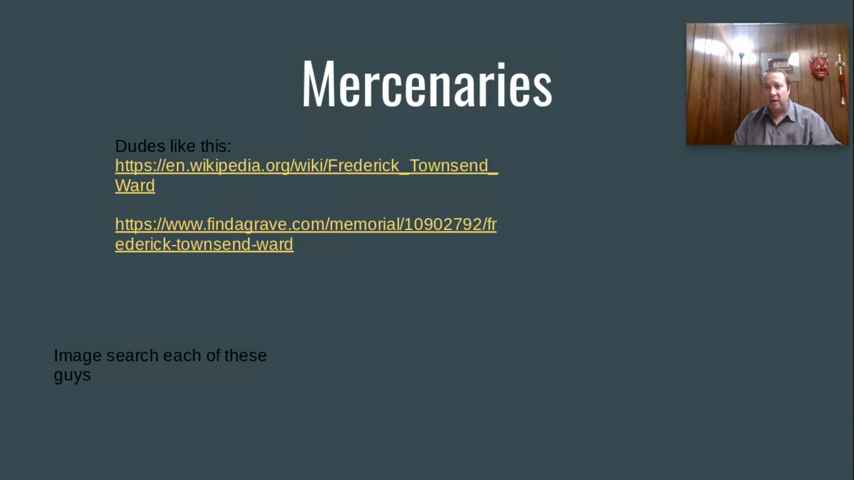 Mercenaries
Dudes like this:
https://en.wikipedia.org/wiki/Frederick_Townsend_
Ward
https://www.findagrave.com/memorial/10902792/fr
ederick-townsend-ward
Image search each of these
guys